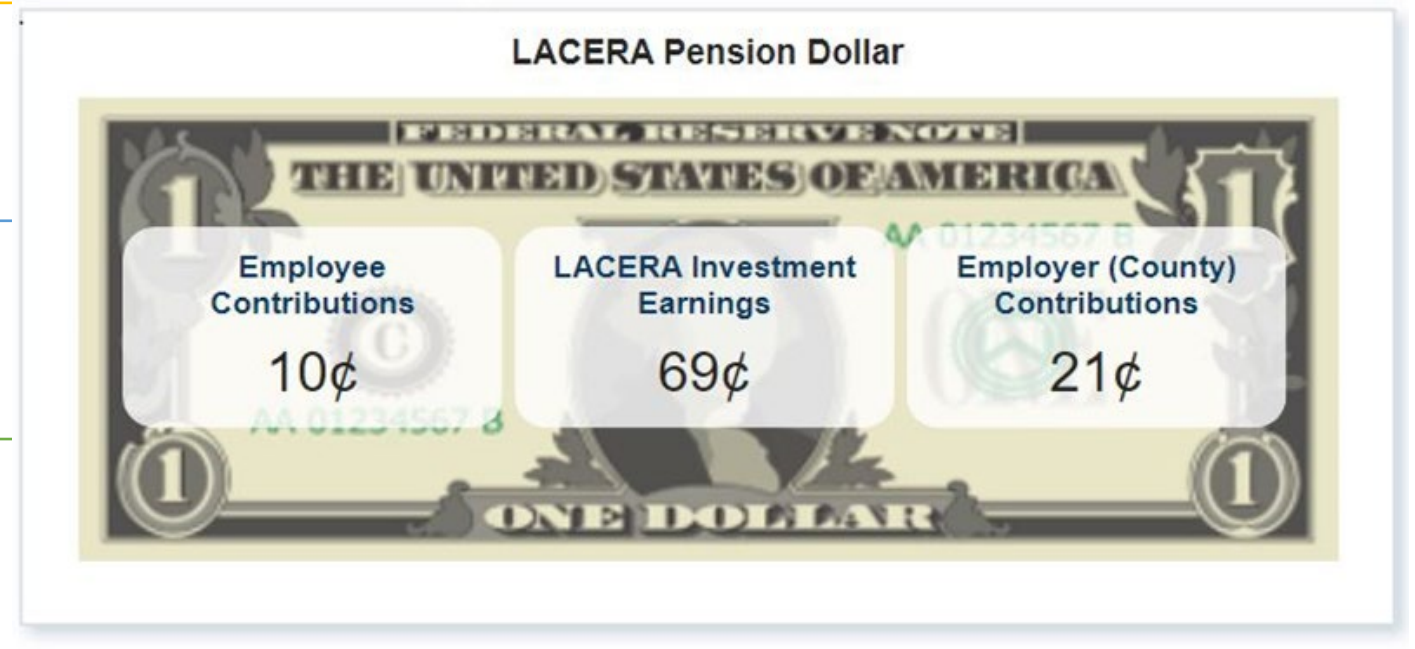 LACERA Pension Dollar
FEDERAL RESERVE NOTE
THE UNITED STATES OF AMERICA
AA 01234567 B
Employee
Contributions
10¢
LACERA Investment
Earnings
69¢
Employer (County)
Contributions
21¢
1
1
C
AA 01234567 B
1
1
ONE DOLLAR